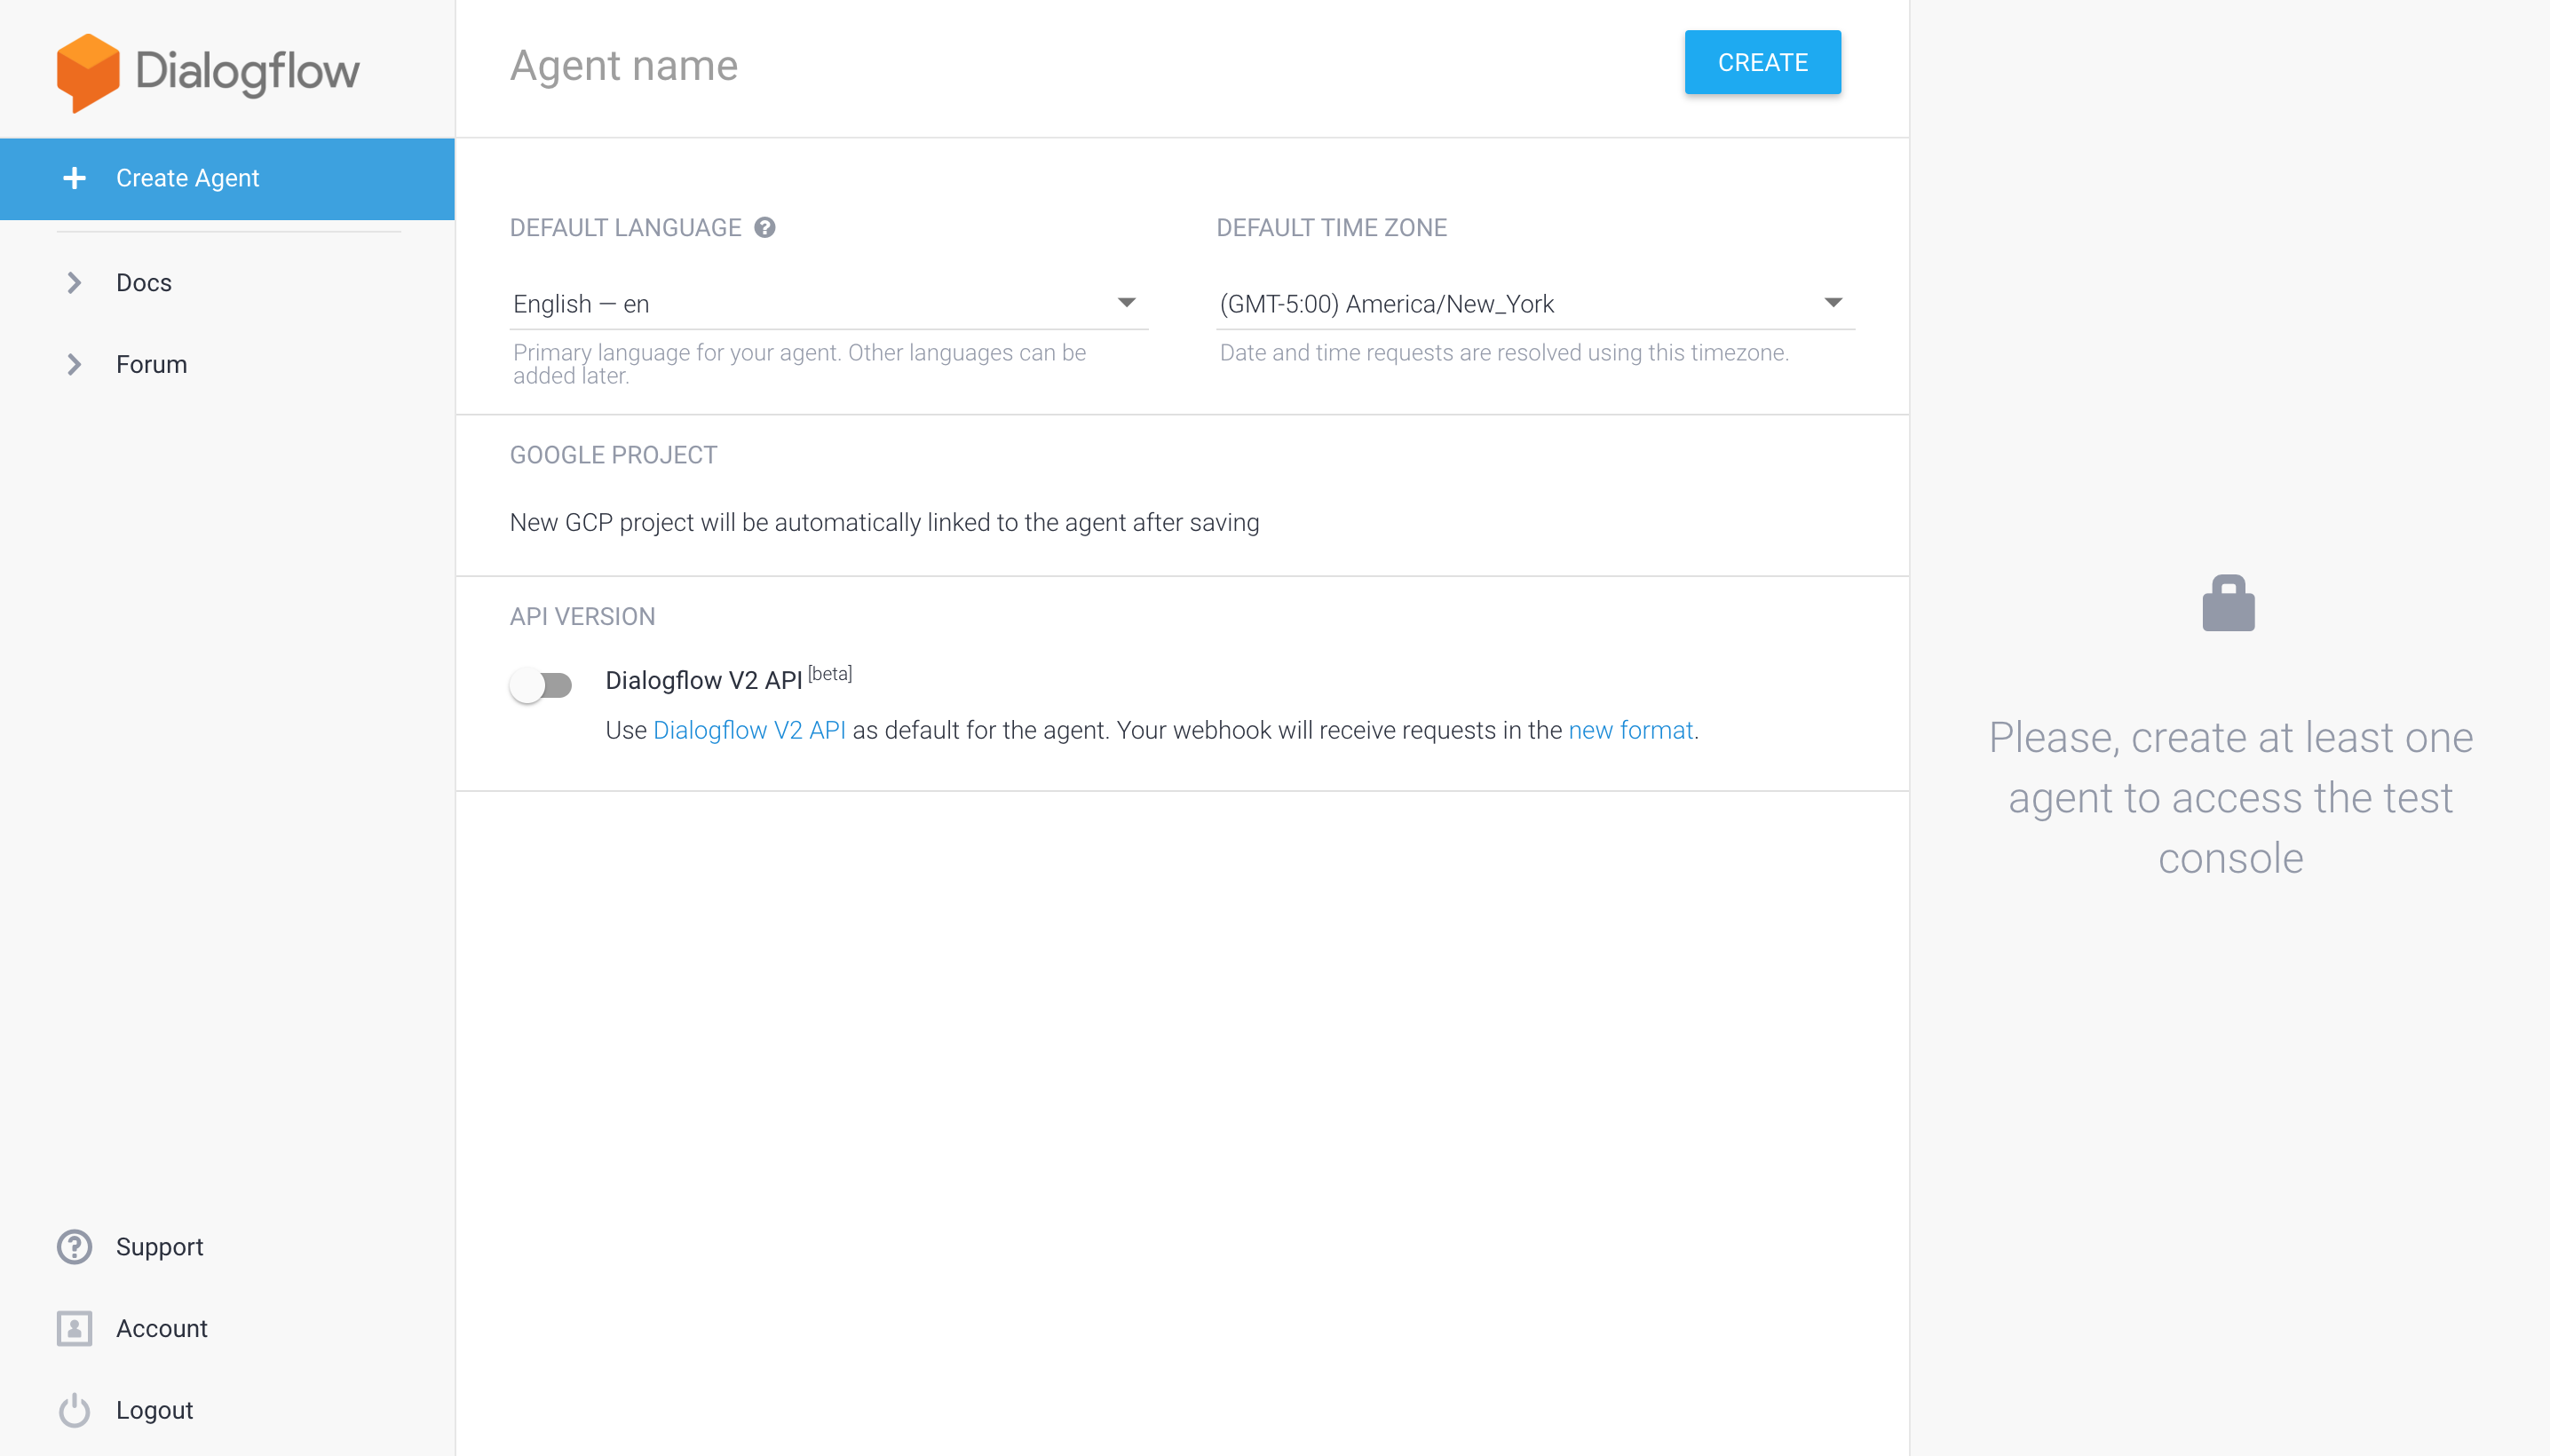 Dialogflow
Create Agent
Docs
Forum
Support
Account
Logout
Agent name
CREATE
DEFAULT LANGUAGE
DEFAULT TIME ZONE
English — en
(GMT-5:00) America/New_York
Primary language for your agent. Other languages can be
added later.
Date and time requests are resolved using this timezone.
GOOGLE PROJECT
New GCP project will be automatically linked to the agent after saving
API VERSION
Dialogflow V2 API [beta]
Use Dialogflow V2 API as default for the agent. Your webhook will receive requests in the new format.
Please, create at least one
agent to access the test
console